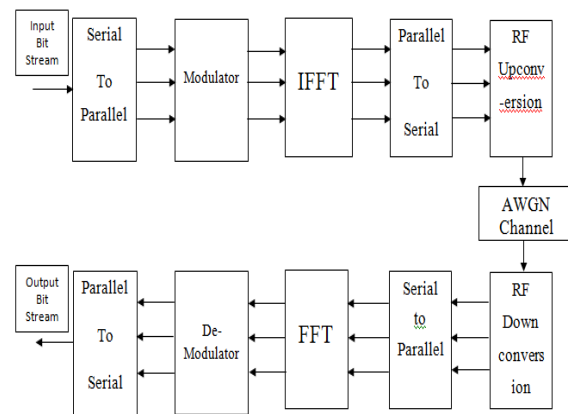 Input
Bit
Stream
Serial
To
Parallel
Modulator
IFFT
Parallel
To
Serial
RF
Upconv
-ersion
AWGN
Channel
Output
Bit
Stream
Parallel
To
Serial
De-
Modulator
FFT
Serial
to
Parallel
RF
Down
convers
ion